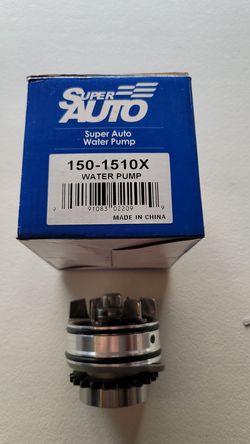 SUPER
AUTO
Super Auto
Water Pump
150-1510X
WATER PUMP
9 91083 02209 9
MADE IN CHINA